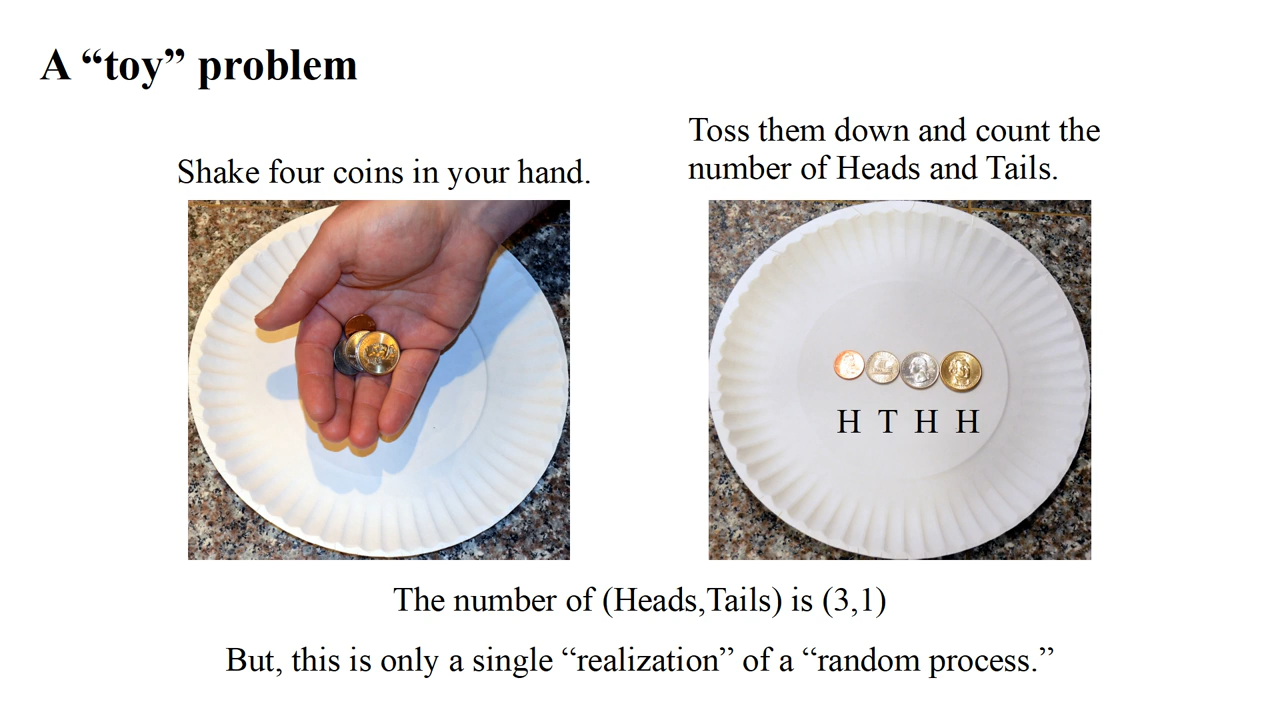 A “toy” problem
Shake four coins in your hand.
Toss them down and count the
number of Heads and Tails.
H T H H
The number of (Heads,Tails) is (3,1)
But, this is only a single “realization” of a “random process.”